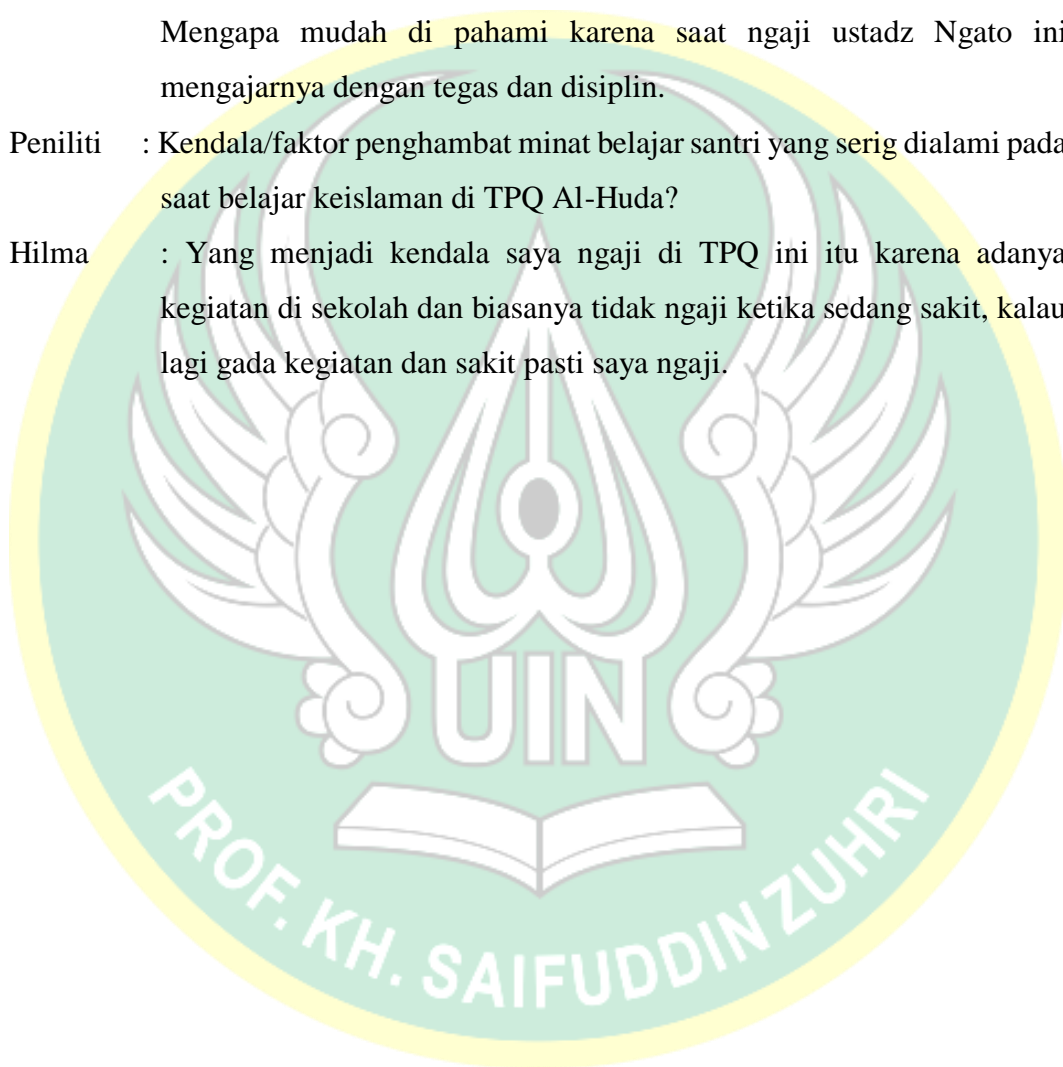 Mengapa mudah di pahami karena saat ngaji ustadz Ngato ini
mengajarnya dengan tegas dan disiplin.
Peniliti : Kendala/faktor penghambat minat belajar santri yang serig dialami pada
saat belajar keislaman di TPQ Al-Huda?
Hilma : Yang menjadi kendala saya ngaji di TPQ ini itu karena adanya
kegiatan di sekolah dan biasanya tidak ngaji ketika sedang sakit, kalau
lagi gada kegiatan dan sakit pasti saya ngaji.
UIN
PROF. KH. SAIFUDDIN ZUHRI